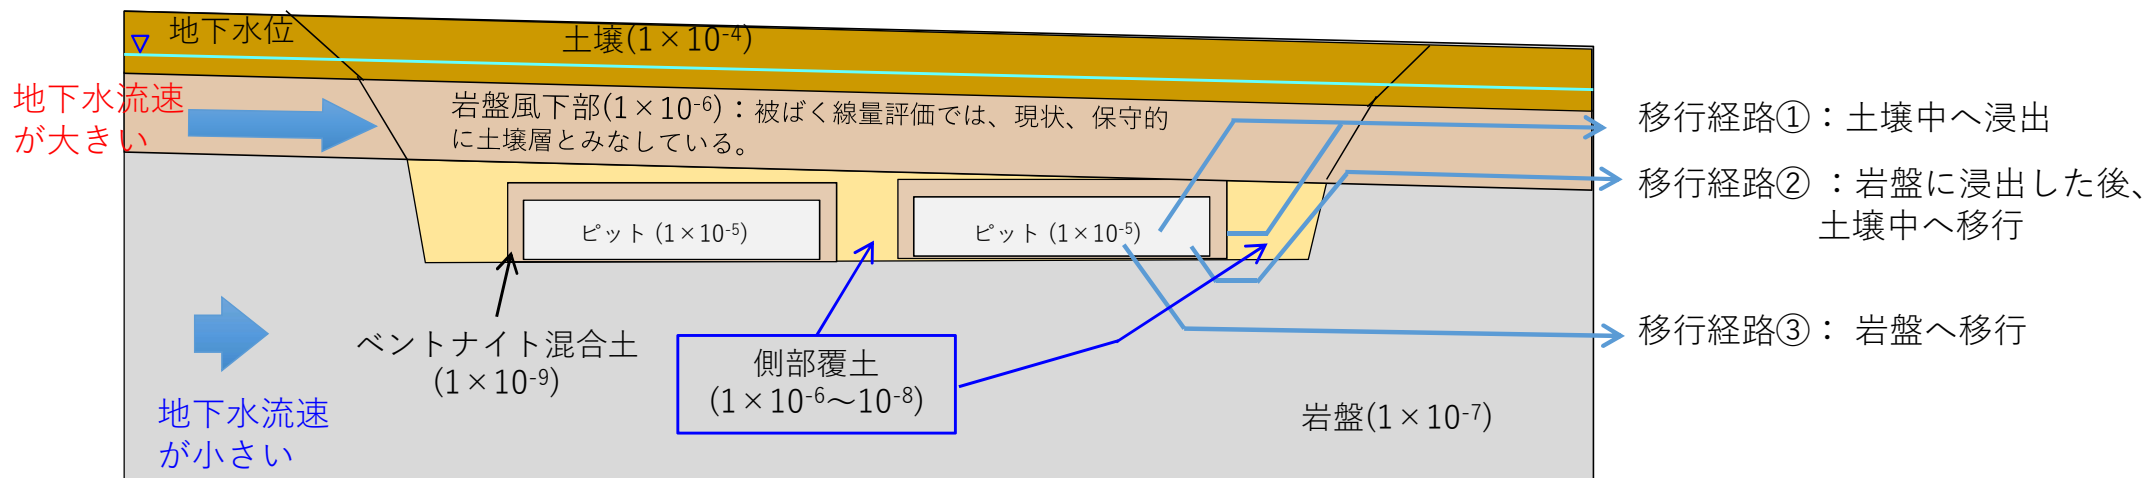 地下水位
土壌(1×10⁻⁴)
地下水流速
が大きい
岩盤風下部(1×10⁻⁶)：被ばく線量評価では、現状、保守的
に土壌層とみなしている。
移行経路①：土壌中へ浸出
移行経路② ：岩盤に浸出した後、
土壌中へ移行
ピット (1×10⁻⁵)
ピット (1×10⁻⁵)
移行経路③： 岩盤へ移行
ベントナイト混合土
(1×10⁻⁹)
側部覆土
(1×10⁻⁶～10⁻⁸)
岩盤(1×10⁻⁷)
地下水流速
が小さい